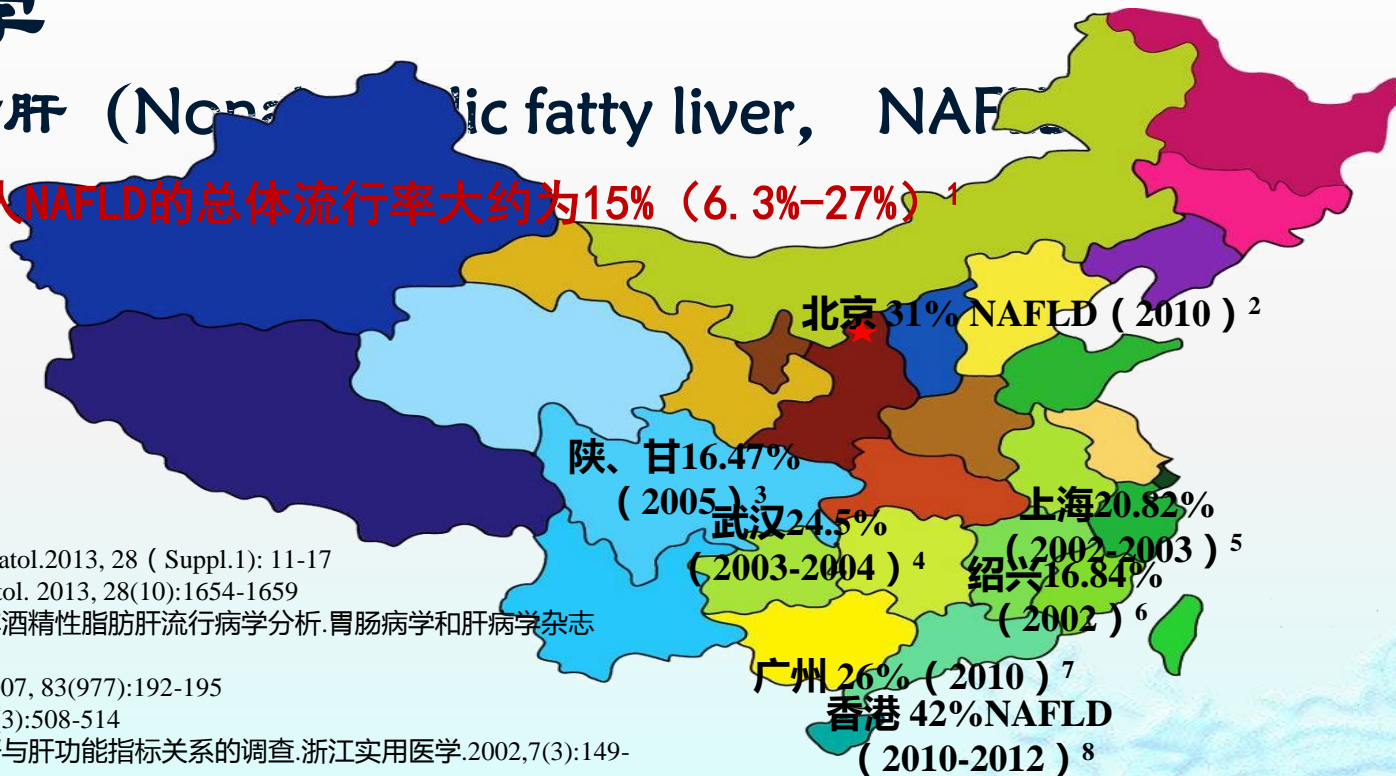 肝（No ic fatty liver， NAF
人NAFLD的总体流行率大约为15%（6.3%-27%）1
北京 31% NAFLD（2010）2
陕、甘16.47%
（2005）3
武汉24.5%
（2003-2004）4
上海20.82%
（2002-2003）5
绍兴16.84%
（2002）6
广州 26%（2010）7
香港 42%NAFLD
（2010-2012）8
atol.2013, 28（Suppl.1): 11-17
tol. 2013, 28(10):1654-1659
酒精性脂肪肝流行病学分析.胃肠病学和肝病学杂志
07, 83(977):192-195
(3):508-514
与肝功能指标关系的调查.浙江实用医学.2002,7(3):149-